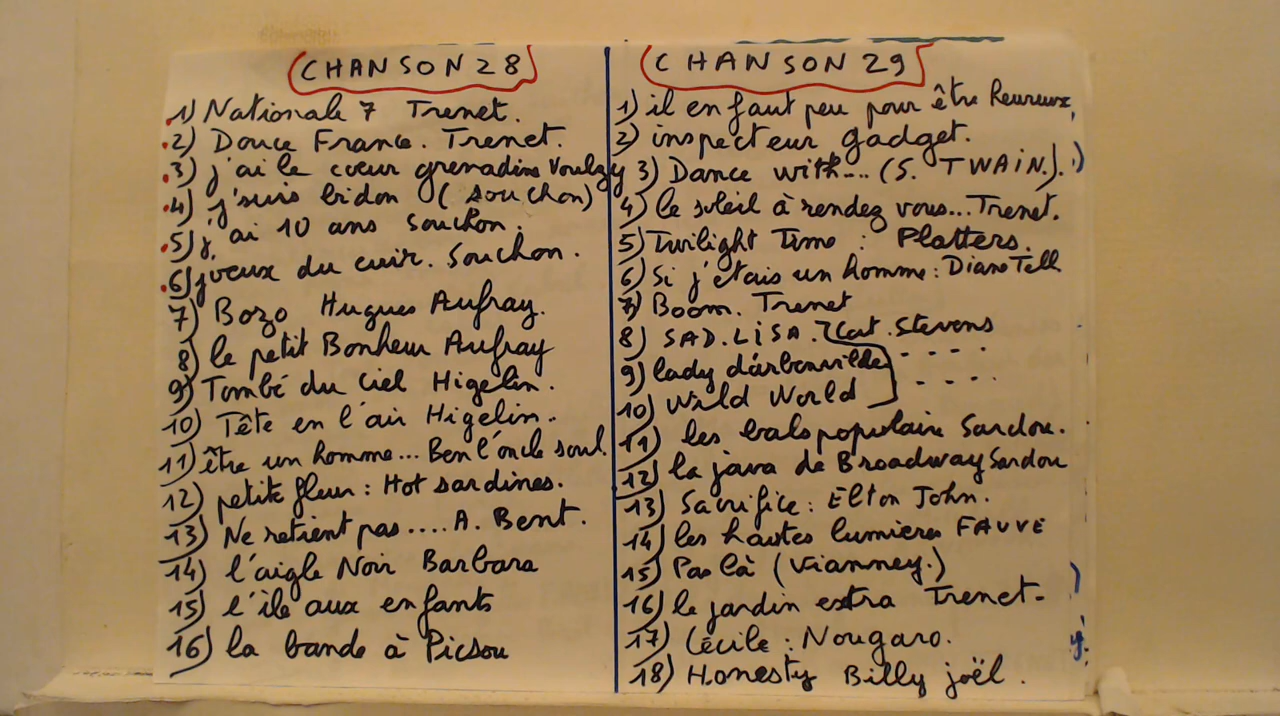 CHANSON 28
1) Nationale 7 Trenet.
2) Douce France. Trenet.
3) j'ai le cœur grenadine Voulzy
4) j'suis bidon (souchon)
5) j'ai 10 ans Souchon.
6) joeux du cuir. Souchon.
7) Bozo Hugues Aufray.
8) le petit Bonheur Aufray
9) Tombé du Ciel Higelin.
10) Tête en l'air Higelin.
11) être un homme... Ben l'oncle soul.
12) petite fleur : Hot sardines.
13) Ne retient pas .... A. Bent.
14) l'aigle Noir Barbara
15) l'île aux enfants
16) la bande à Picsou
CHANSON 29
1) il en faut peu pour être heureux,
2) inspecteur gadget.
3) Dance with... (S. TWAIN.).
4) le soleil à rendez vous... Trenet.
5) Twilight Time : Platters.
6) Si j'étais un homme : Diane Tell
7) Boom. Trenet
8) SAD. LISA. Cat. Stevens
9) lady d'arbanville - - - -
10) Wild World - - - -
11) les bals populaire Sardou.
12) la java de Broadway Sardou
13) Sacrifice : Elton John.
14) les hautes lumieres FAUVE
15) Pas là (Vianney.)
16) le jardin extra Trenet-
17) Cécile : Nougaro.
18) Honesty Billy joël.